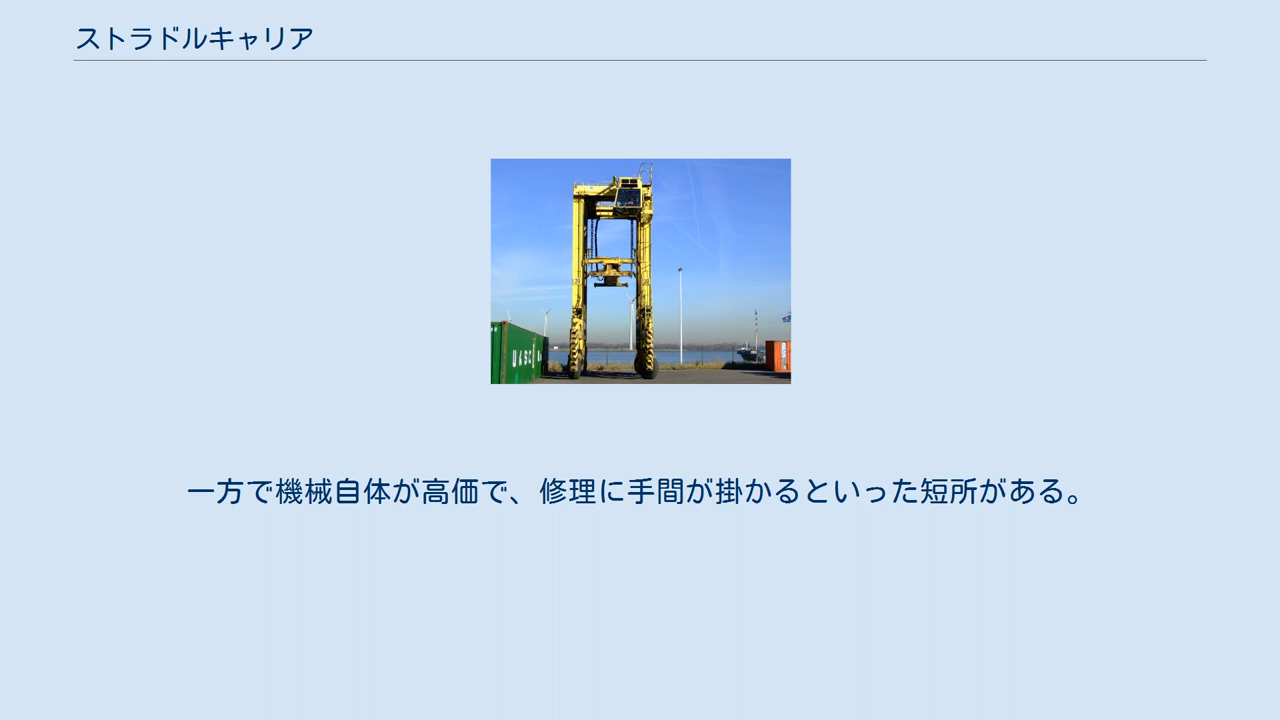 ストラドルキャリア
UASC
一方で機械自体が高価で、修理に手間が掛かるといった短所がある。